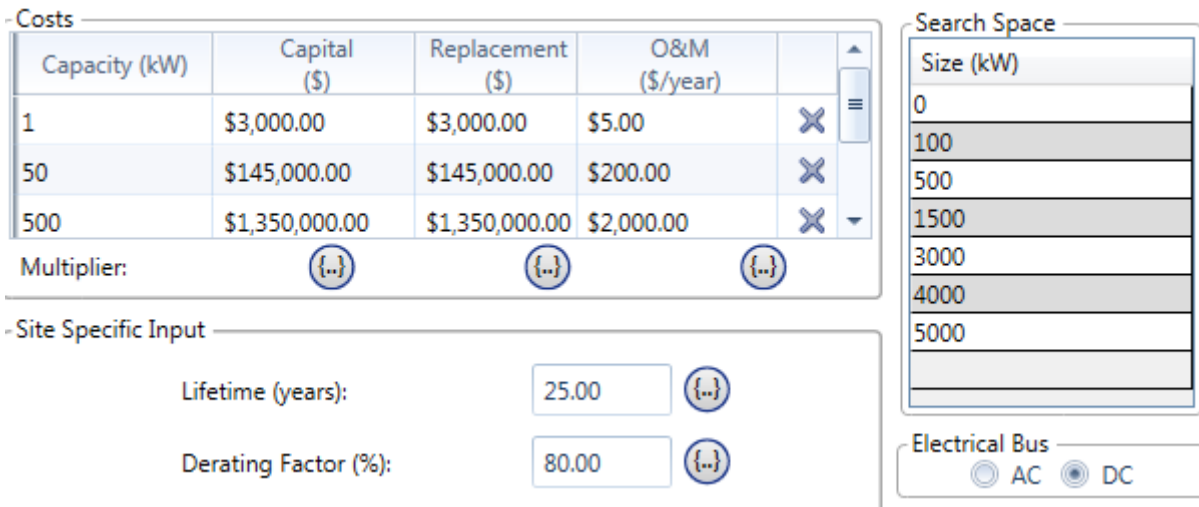 Costs
Capacity (kW) Capital ($) Replacement ($) O&M ($/year)
1 $3,000.00 $3,000.00 $5.00
50 $145,000.00 $145,000.00 $200.00
500 $1,350,000.00 $1,350,000.00 $2,000.00
Multiplier: {..} {..} {..}
Site Specific Input
Lifetime (years): 25.00 {..}
Derating Factor (%): 80.00 {..}
Search Space
Size (kW)
0
100
500
1500
3000
4000
5000
Electrical Bus
AC DC